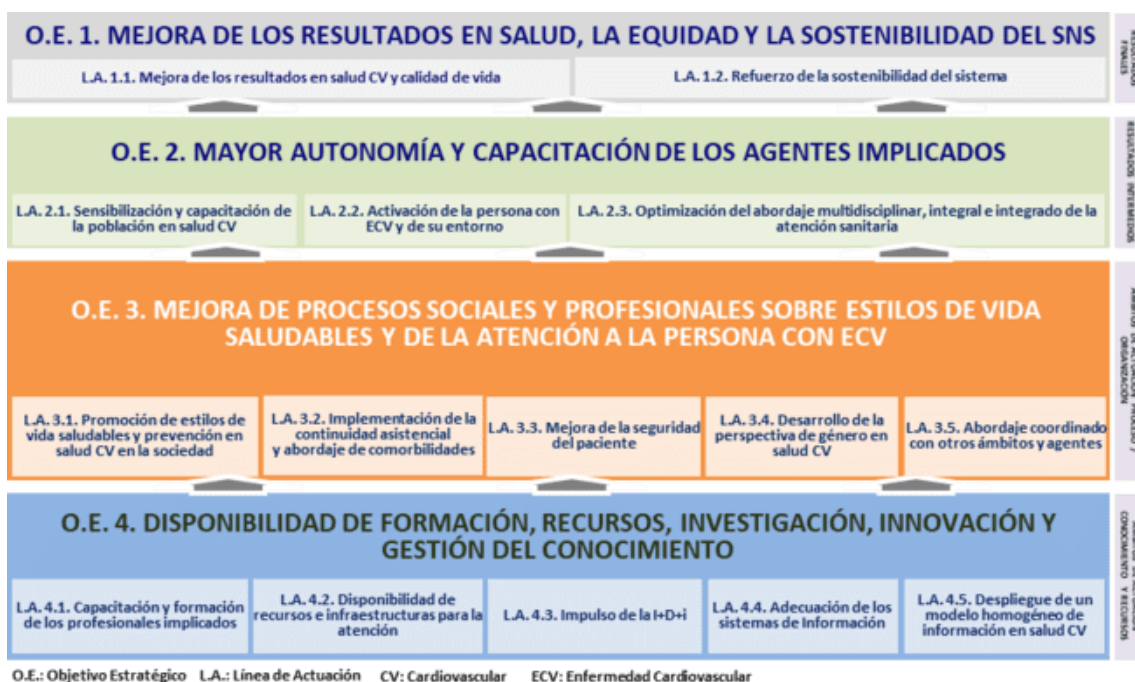 O.E. 1. MEJORA DE LOS RESULTADOS EN SALUD, LA EQUIDAD Y LA SOSTENIBILIDAD DEL SNS
L.A. 1.1. Mejora de los resultados en salud CV y calidad de vida
L.A. 1.2. Refuerzo de la sostenibilidad del sistema
RESULTADOS
FINALES
O.E. 2. MAYOR AUTONOMÍA Y CAPACITACIÓN DE LOS AGENTES IMPLICADOS
L.A. 2.1. Sensibilización y capacitación de
la población en salud CV
L.A. 2.2. Activación de la persona con
ECV y de su entorno
L.A. 2.3. Optimización del abordaje multidisciplinar, integral e integrado de la
atención sanitaria
RESULTADOS INTERMEDIOS
O.E. 3. MEJORA DE PROCESOS SOCIALES Y PROFESIONALES SOBRE ESTILOS DE VIDA
SALUDABLES Y DE LA ATENCIÓN A LA PERSONA CON ECV
L.A. 3.1. Promoción de estilos de
vida saludables y prevención en
salud CV en la sociedad
L.A. 3.2. Implementación de la
continuidad asistencial
y abordaje de comorbilidades
L.A. 3.3. Mejora de la seguridad
del paciente
L.A. 3.4. Desarrollo de la
perspectiva de género en
salud CV
L.A. 3.5. Abordaje coordinado
con otros ámbitos y agentes
ORGANIZACIÓN
O.E. 4. DISPONIBILIDAD DE FORMACIÓN, RECURSOS, INVESTIGACIÓN, INNOVACIÓN Y
GESTIÓN DEL CONOCIMIENTO
L.A. 4.1. Capacitación y formación
de los profesionales implicados
L.A. 4.2. Disponibilidad de
recursos e infraestructuras para la
atención
L.A. 4.3. Impulso de la I+D+i
L.A. 4.4. Adecuación de los
sistemas de Información
L.A. 4.5. Despliegue de un
modelo homogéneo de
información en salud CV
CONOCIMIENTO Y RECURSOS
O.E.: Objetivo Estratégico L.A.: Línea de Actuación CV: Cardiovascular ECV: Enfermedad Cardiovascular